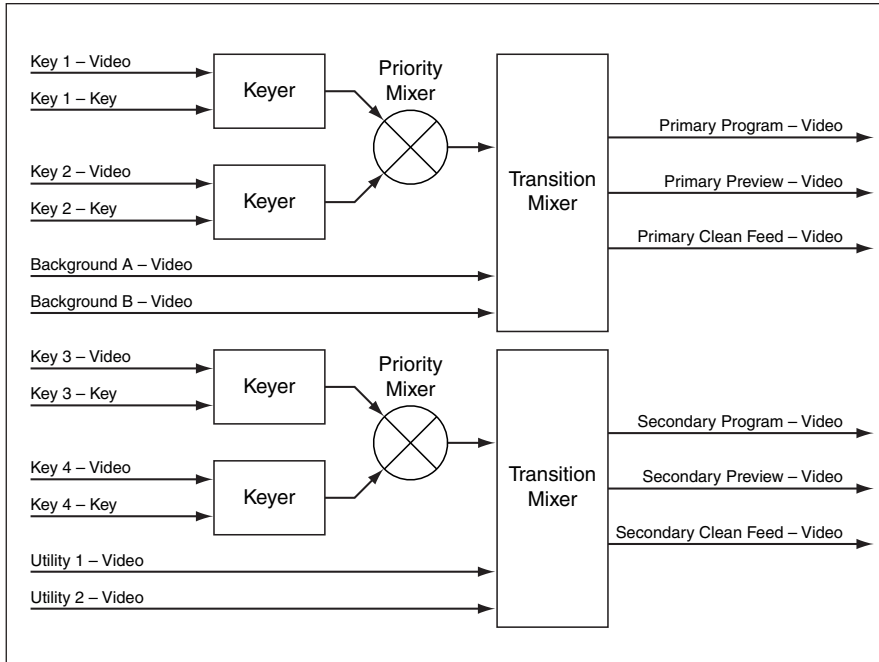 Key 1 – Video
Key 1 – Key
Keyer
Priority
Mixer
Key 2 – Video
Key 2 – Key
Keyer
Background A – Video
Background B – Video
Transition
Mixer
Primary Program – Video
Primary Preview – Video
Primary Clean Feed – Video
Key 3 – Video
Key 3 – Key
Keyer
Priority
Mixer
Key 4 – Video
Key 4 – Key
Keyer
Utility 1 – Video
Utility 2 – Video
Transition
Mixer
Secondary Program – Video
Secondary Preview – Video
Secondary Clean Feed – Video